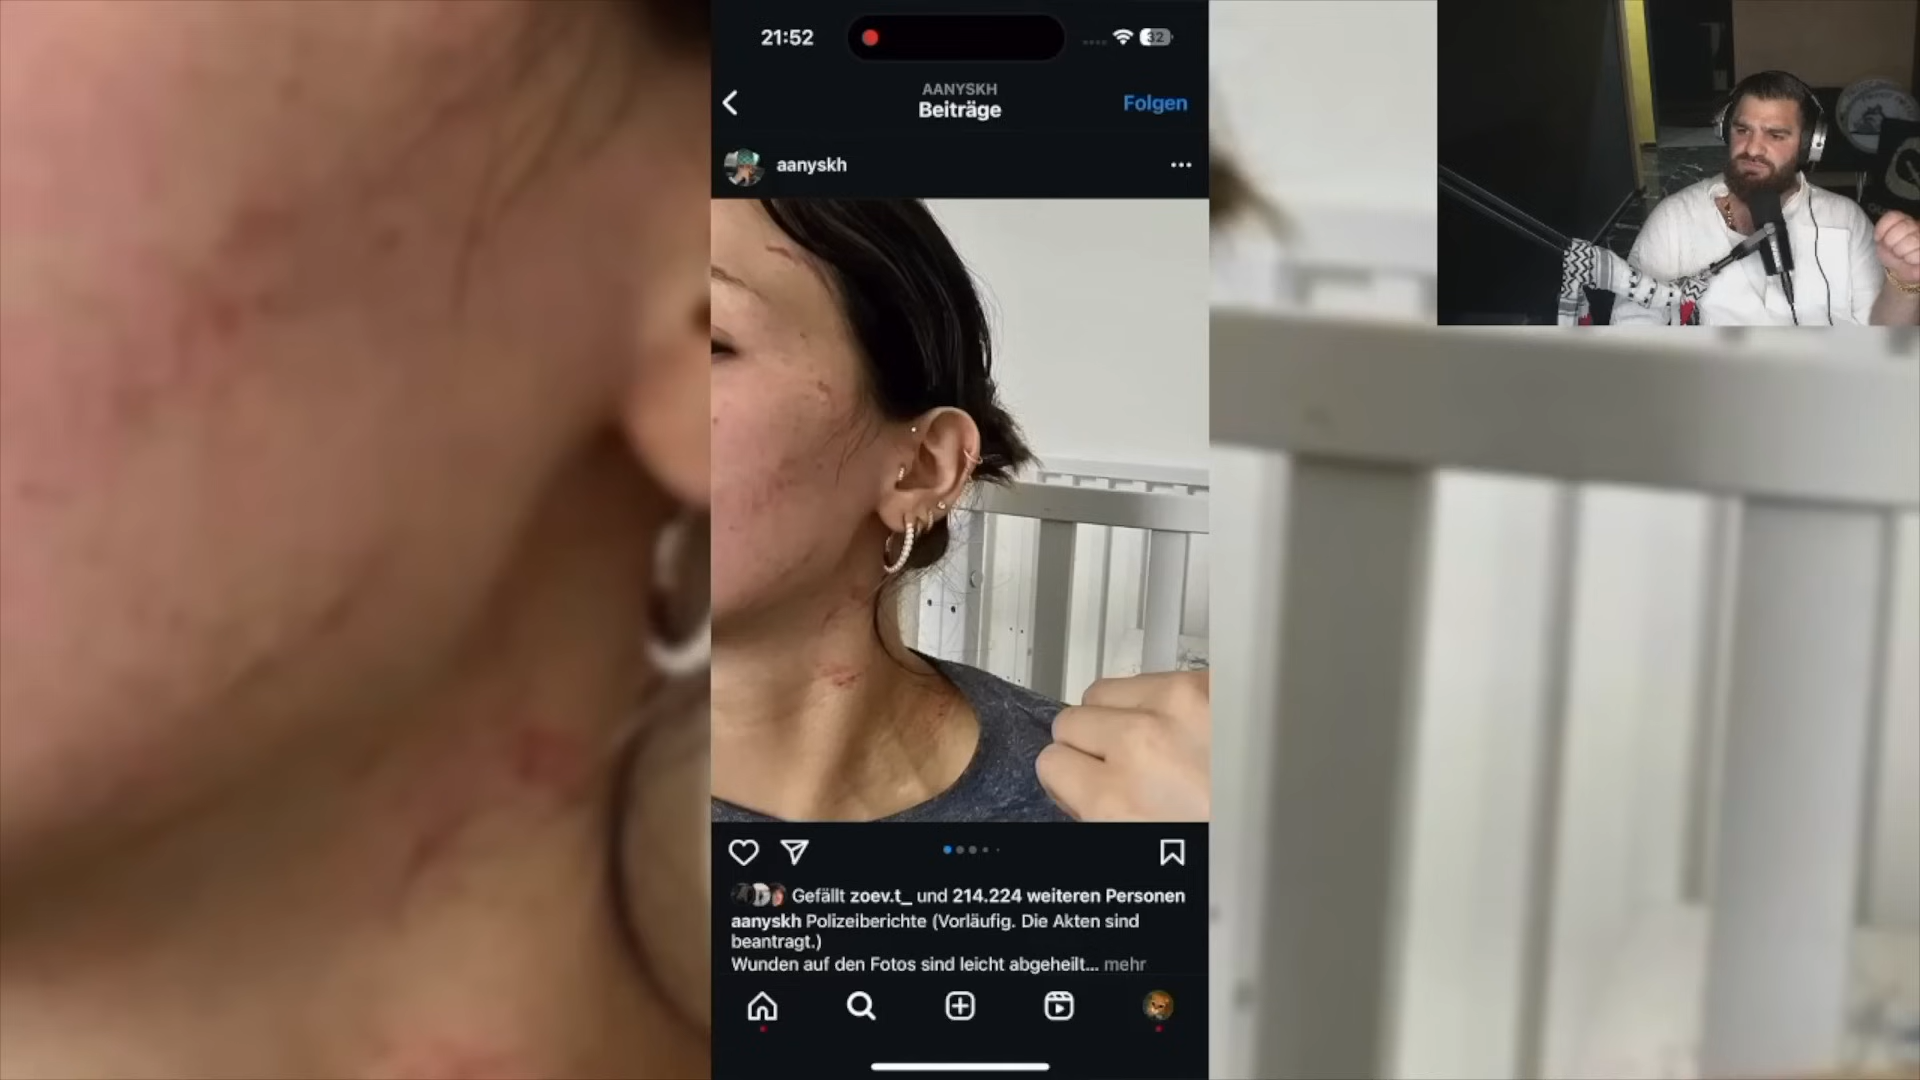 21:52
32
AANYSKH
Beiträge
Folgen
aanyskh
Gefällt zoev.t_ und 214.224 weiteren Personen
aanyskh Polizeiberichte (Vorläufig. Die Akten sind
beantragt.)
Wunden auf den Fotos sind leicht abgeheilt... mehr